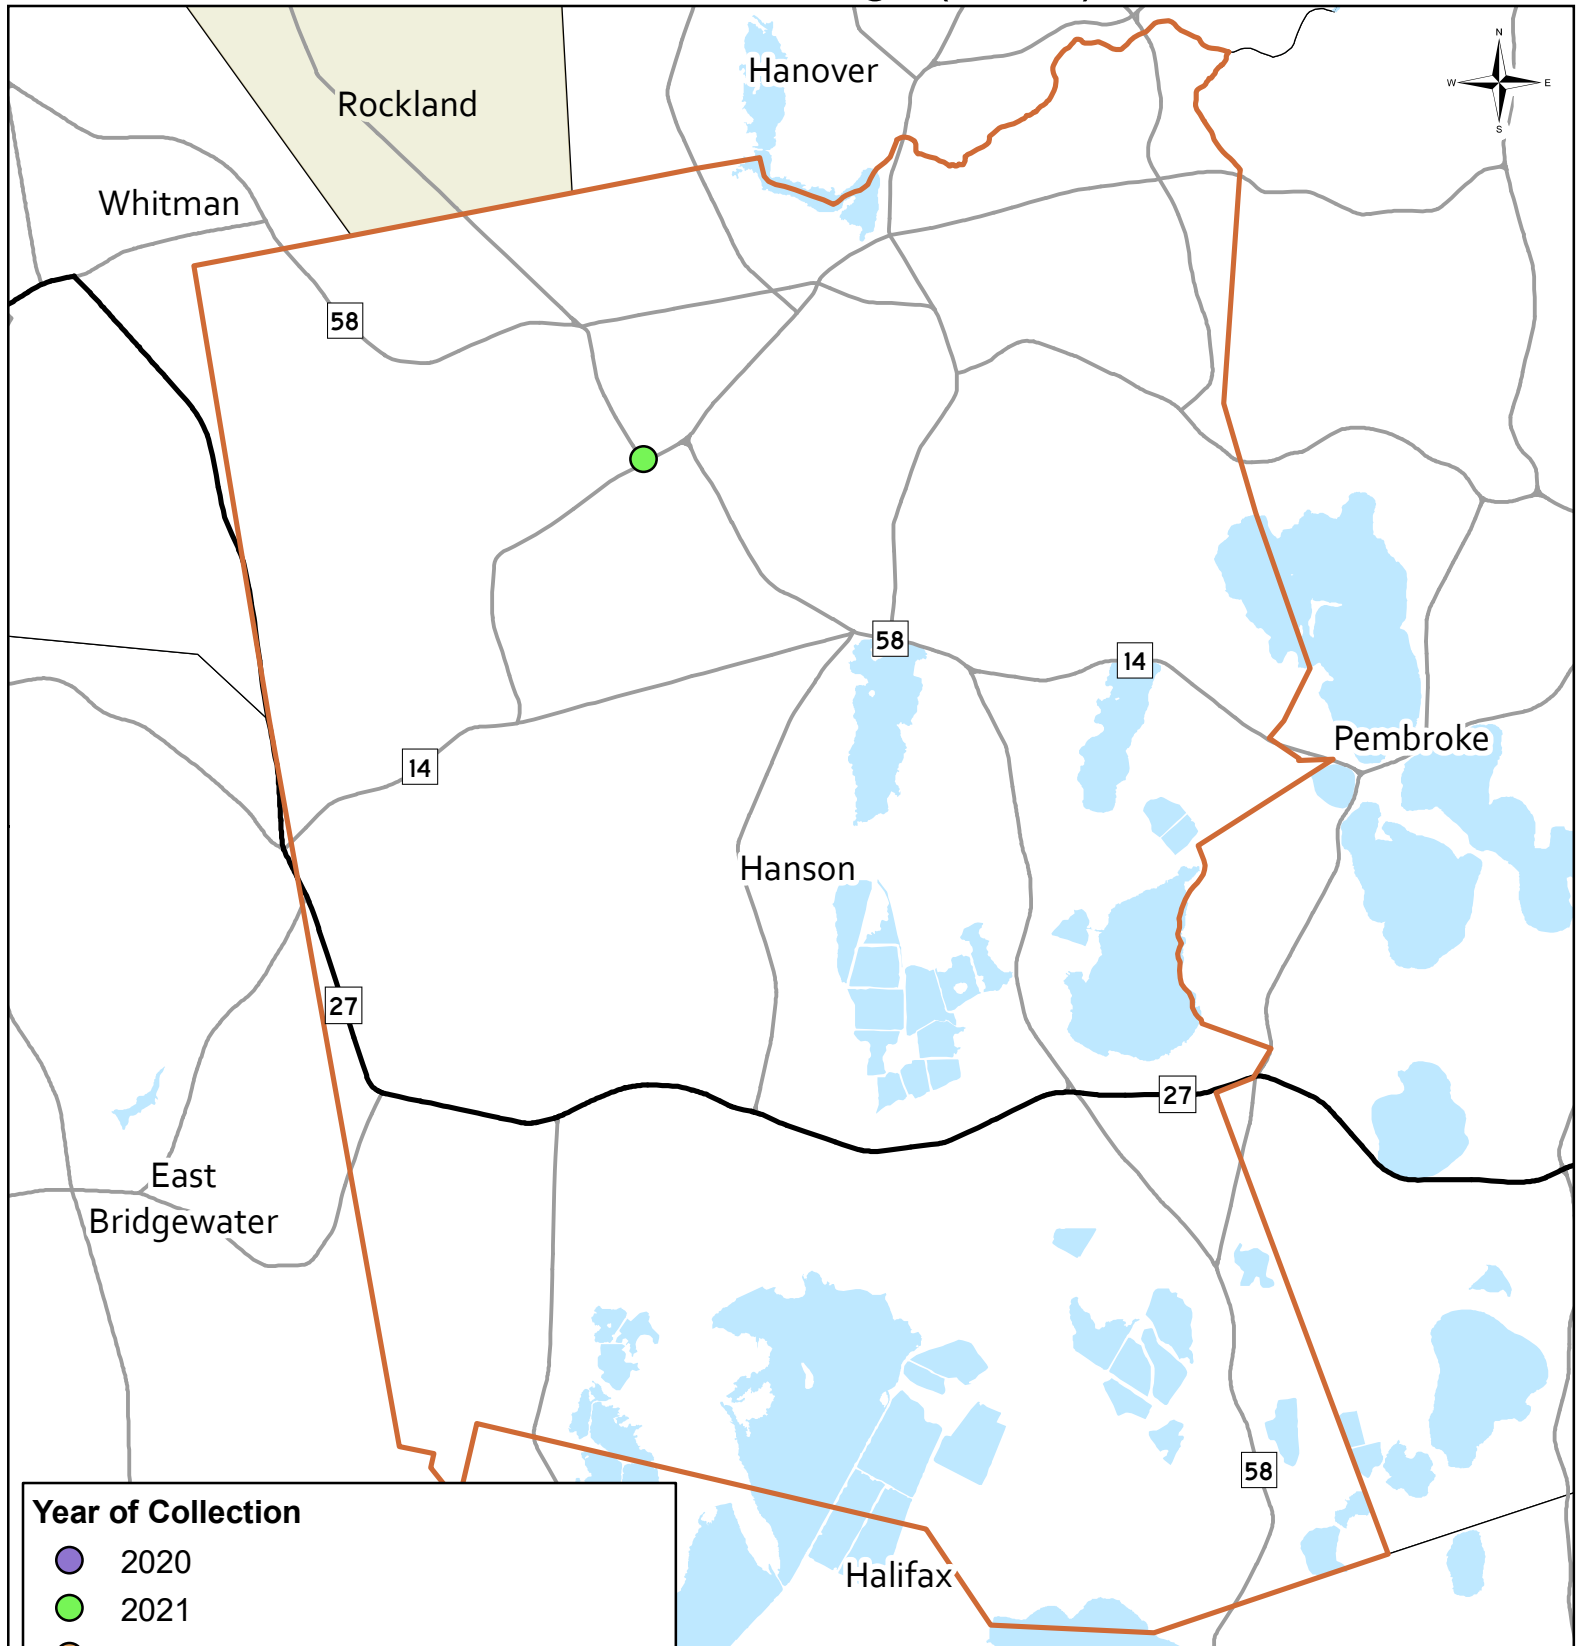 Hanover
N
W
E
S
Rockland
Whitman
58
58
14
14
Pembroke
Hanson
27
27
East
Bridgewater
58
Year of Collection
2020
2021
Halifax